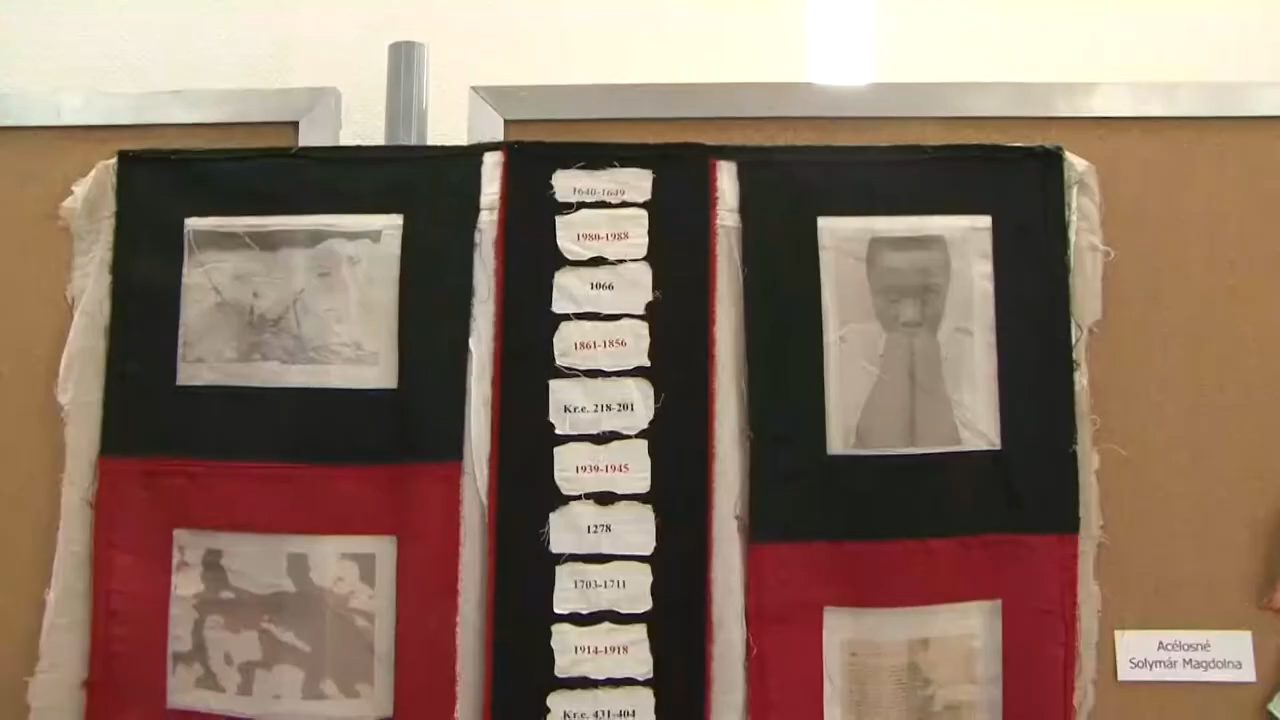 1640-1649
1980-1988
1066
1861-1856
Kr.e. 218-201
1939-1945
1278
1703-1711
1914-1918
Kr.e. 431-404
Acélosné
Solymár Magdolna